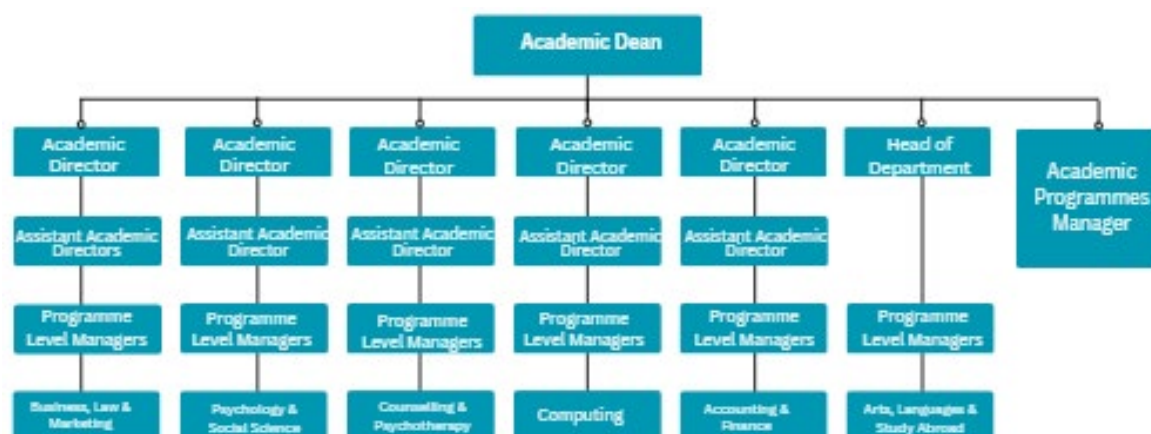 Academic Dean
Academic
Director
Academic
Director
Academic
Director
Academic
Director
Academic
Director
Head of
Department
Academic
Programmes
Manager
Assistant Academic
Directors
Assistant Academic
Director
Assistant Academic
Director
Assistant Academic
Director
Assistant Academic
Director
Programme
Level Managers
Programme
Level Managers
Programme
Level Managers
Programme
Level Managers
Programme
Level Managers
Programme
Level Managers
Business, Law &
Marketing
Psychology &
Social Science
Counselling &
Psychotherapy
Computing
Accounting &
Finance
Arts, Languages &
Study Abroad